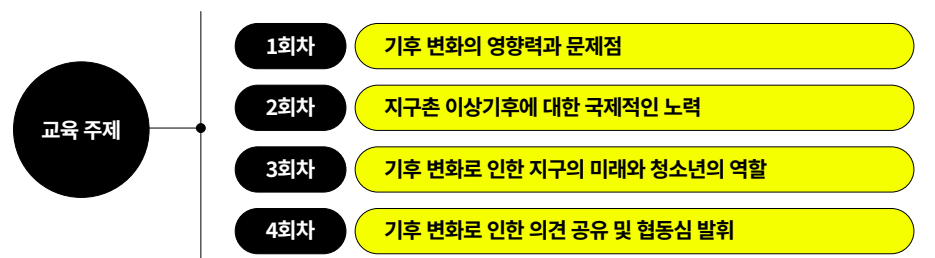 교육 주제
1회차 기후 변화의 영향력과 문제점
2회차 지구촌 이상기후에 대한 국제적인 노력
3회차 기후 변화로 인한 지구의 미래와 청소년의 역할
4회차 기후 변화로 인한 의견 공유 및 협동심 발휘